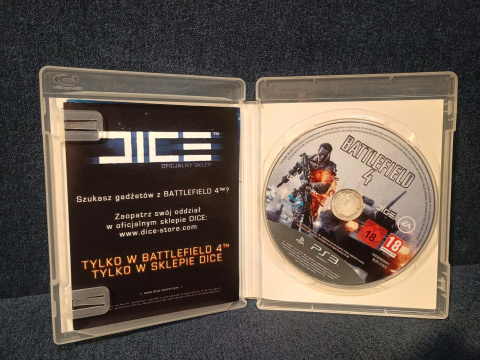 DICE™
OFICJALNY SKLEP
Szukasz gadżetów z BATTLEFIELD 4™?
Zaopatrz swój oddział
w oficjalnym sklepie DICE:
www.dice-store.com
TYLKO W BATTLEFIELD 4™
TYLKO W SKLEPIE DICE
BATTLEFIELD
4
DICE
EA
18
18
PS3